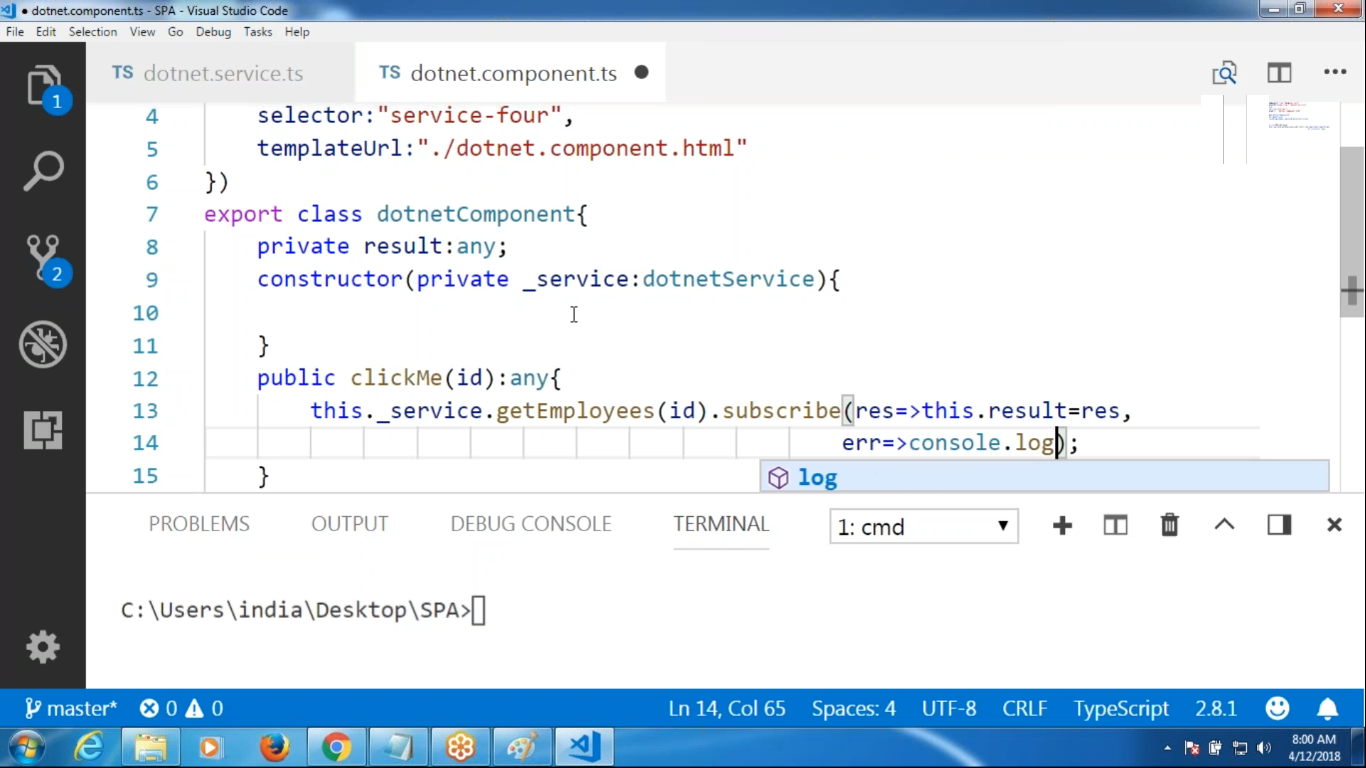 dotnet.component.ts - SPA - Visual Studio Code
File Edit Selection View Go Debug Tasks Help
TS dotnet.service.ts TS dotnet.component.ts
1
2
4 selector:"service-four",
5 templateUrl:"./dotnet.component.html"
6 })
7 export class dotnetComponent{
8 private result:any;
9 constructor(private _service:dotnetService){
10
11 }
12 public clickMe(id):any{
13 this._service.getEmployees(id).subscribe(res=>this.result=res,
14 err=>console.log);
15 }
log
PROBLEMS OUTPUT DEBUG CONSOLE TERMINAL 1: cmd
C:\Users\india\Desktop\SPA>
master* 0 0 Ln 14, Col 65 Spaces: 4 UTF-8 CRLF TypeScript 2.8.1
8:00 AM
4/12/2018